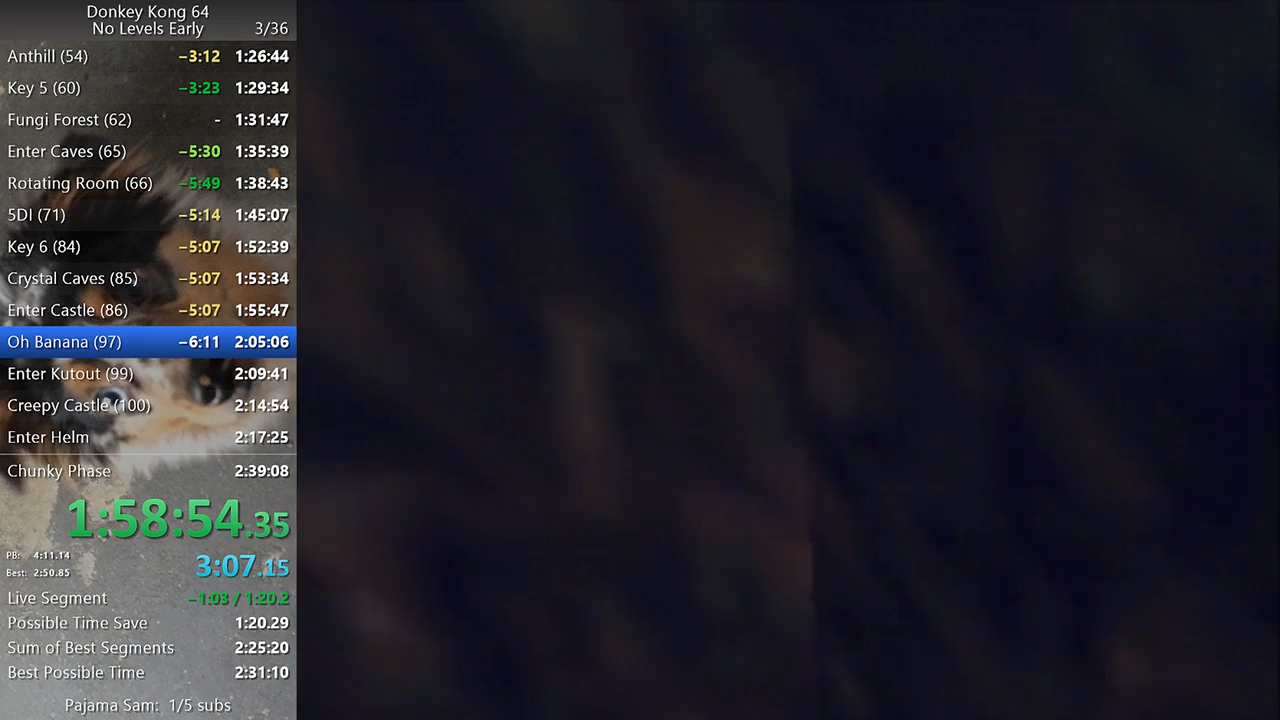 Donkey Kong 64
No Levels Early 3/36
Anthill (54) −3:12 1:26:44
Key 5 (60) −3:23 1:29:34
Fungi Forest (62) - 1:31:47
Enter Caves (65) −5:30 1:35:39
Rotating Room (66) −5:49 1:38:43
5DI (71) −5:14 1:45:07
Key 6 (84) −5:07 1:52:39
Crystal Caves (85) −5:07 1:53:34
Enter Castle (86) −5:07 1:55:47
Oh Banana (97) −6:11 2:05:06
Enter Kutout (99) 2:09:41
Creepy Castle (100) 2:14:54
Enter Helm 2:17:25
Chunky Phase 2:39:08
1:58:54.35
PB: 4:11.14
Best: 2:50.85 3:07.15
Live Segment −1:03 / 1:20.2
Possible Time Save 1:20.29
Sum of Best Segments 2:25:20
Best Possible Time 2:31:10
Pajama Sam: 1/5 subs